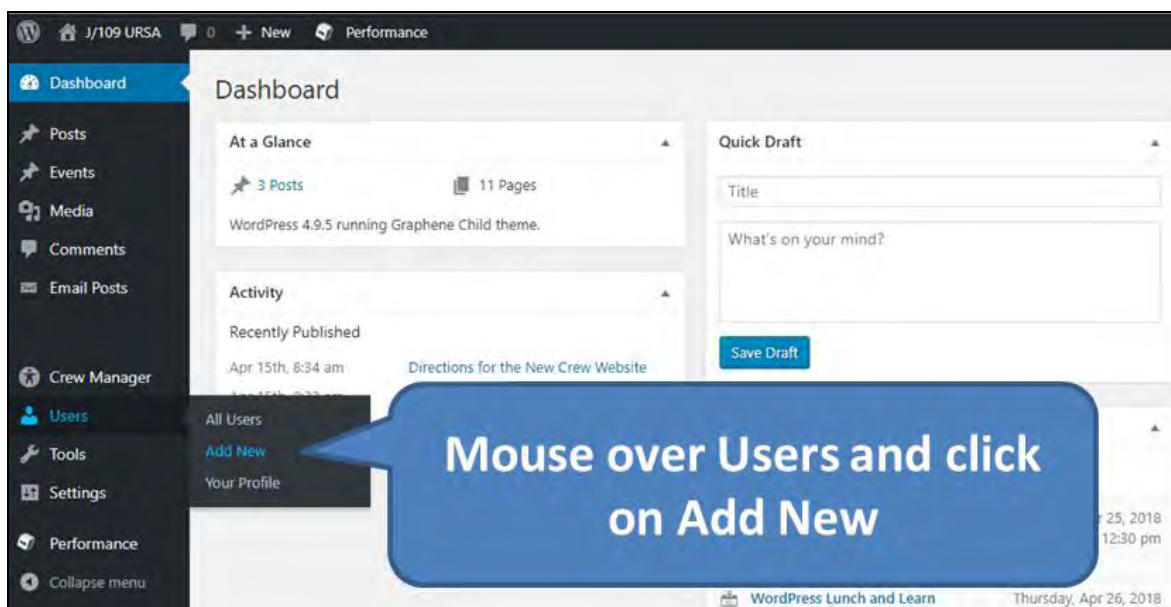 J/109 URSA 0 + New Performance
Dashboard
Posts
Events
Media
Comments
Email Posts
Crew Manager
Users
Tools
Settings
Performance
Collapse menu
All Users
Add New
Your Profile
Dashboard
At a Glance
3 Posts 11 Pages
WordPress 4.9.5 running Graphene Child theme.
Activity
Recently Published
Apr 15th, 8:34 am Directions for the New Crew Website
Quick Draft
Title
What's on your mind?
Save Draft
Mouse over Users and click
on Add New
25, 2018
12:30 pm
WordPress Lunch and Learn Thursday, Apr 26, 2018